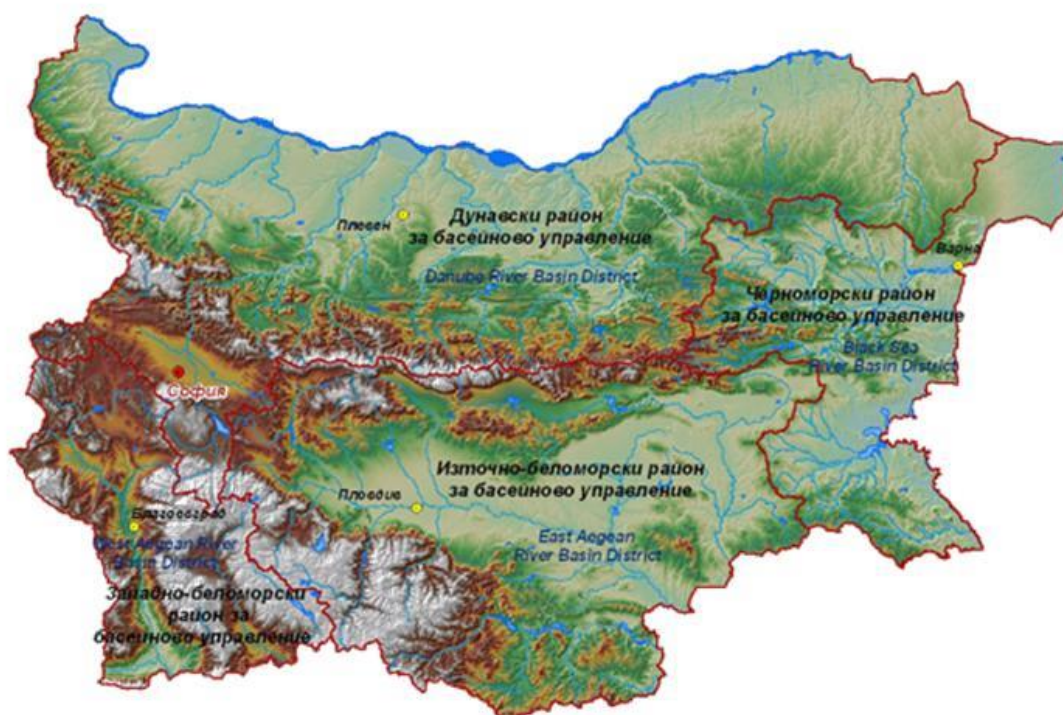 Дунавски район
за басейново управление
Плевен
Danube River Basin District
Варна
Черноморски район
за басейново управление
Black Sea
River Basin District
София
Източно-беломорски район
за басейново управление
Пловдив
East Aegean
River Basin District
Благоевград
West Aegean River
Basin District
Западно-беломорски
район за
басейново управление